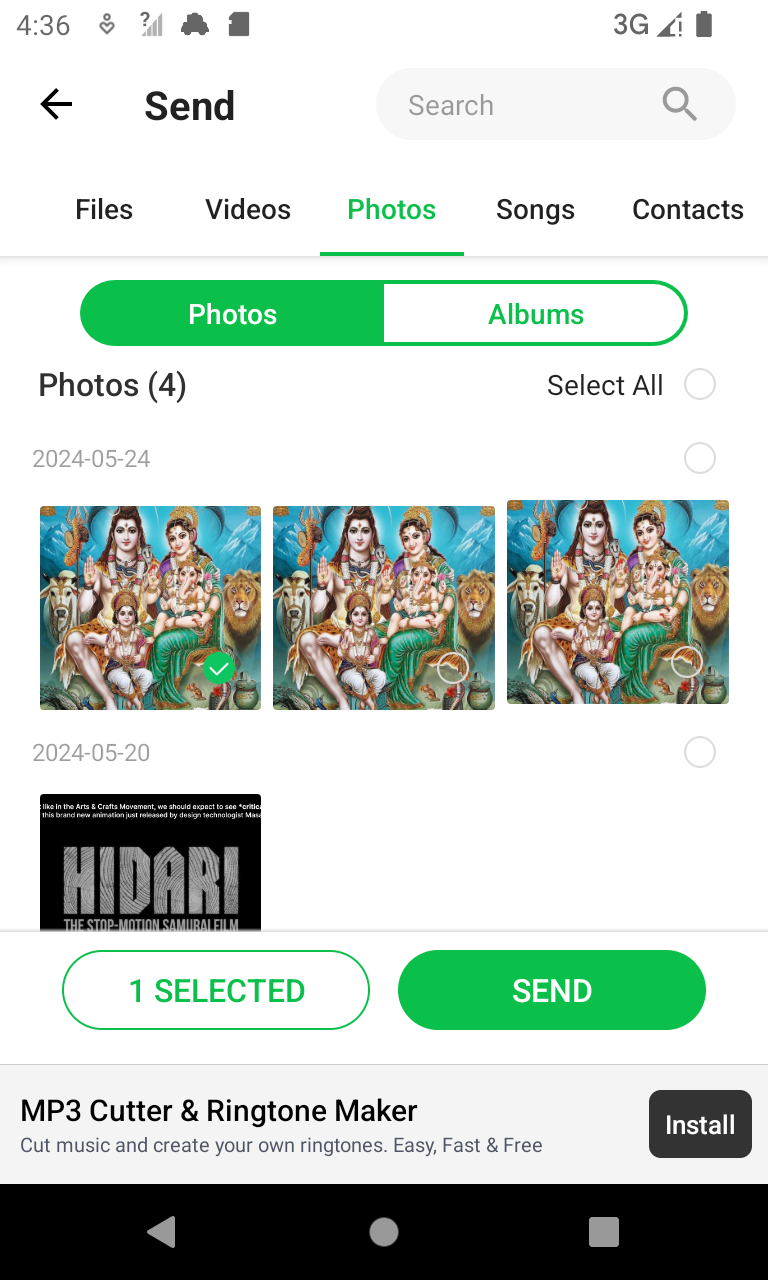 4:36
3G
Send
Search
Files
Videos
Photos
Songs
Contacts
Photos
Albums
Photos (4)
Select All
2024-05-24
2024-05-20
like in the Arts & Crafts Movement, we should expect to see *critica
this brand new animation just released by design technologist Masa
HIDARI
THE STOP-MOTION SAMURAI FILM
1 SELECTED
SEND
MP3 Cutter & Ringtone Maker
Cut music and create your own ringtones. Easy, Fast & Free
Install